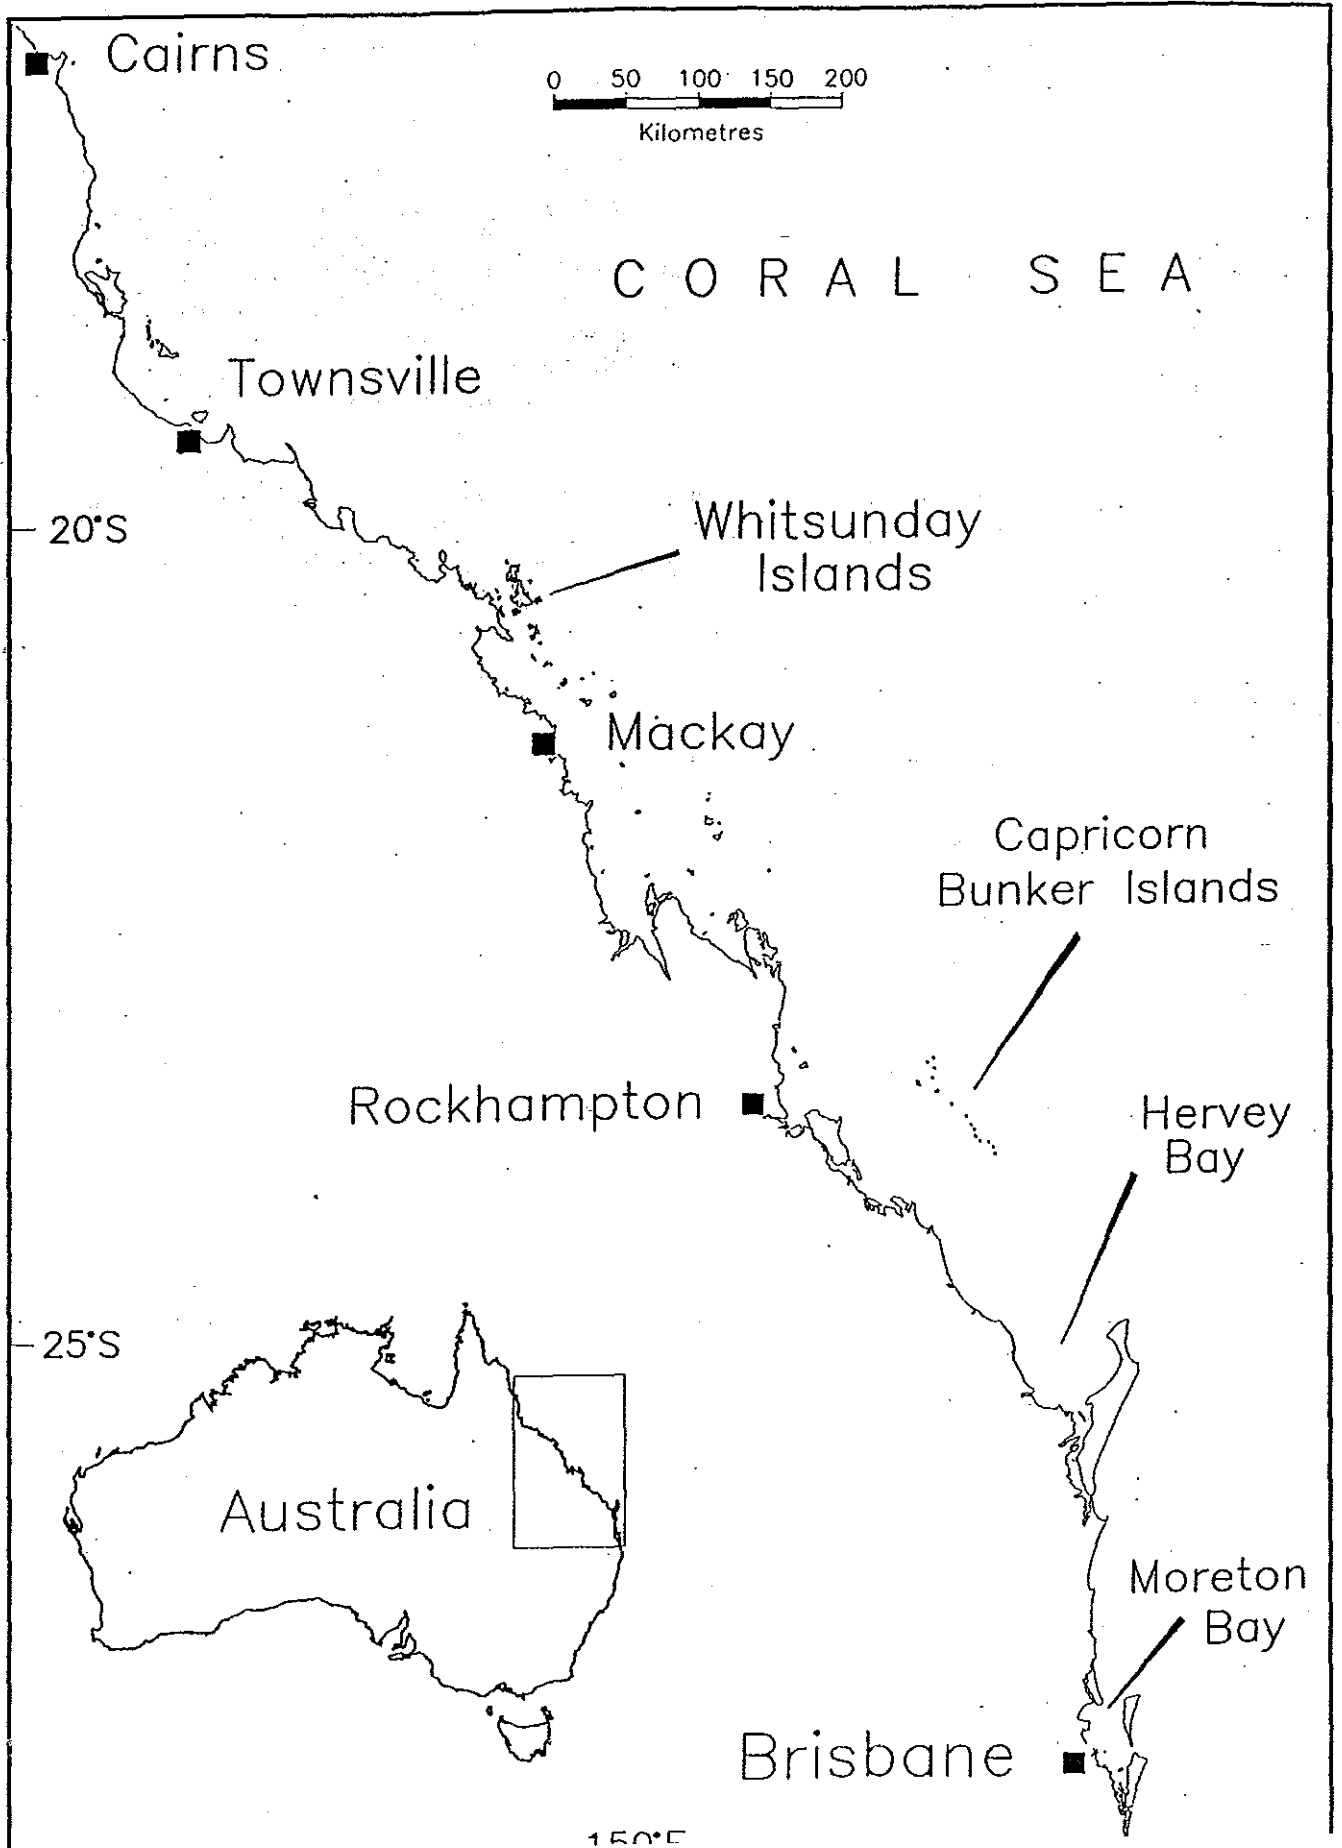 Cairns
0 50 100 150 200
Kilometres
CORAL SEA
Townsville
20°S
Whitsunday
Islands
Mackay
Capricorn
Bunker Islands
Rockhampton
Hervey
Bay
25°S
Australia
Moreton
Bay
Brisbane
150°E